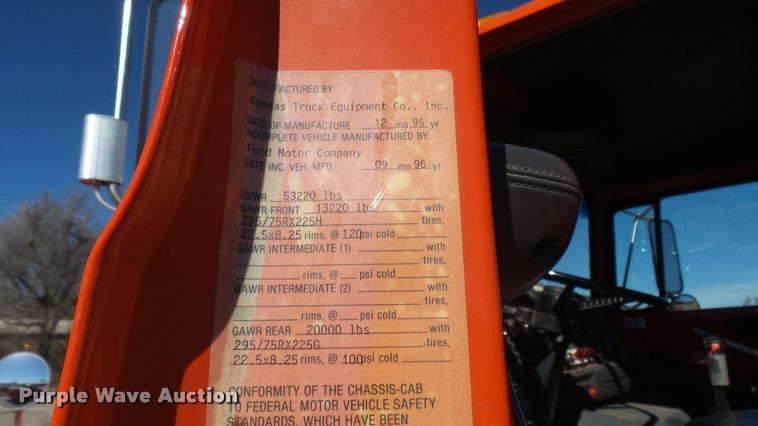 MANUFACTURED BY:
Kansas Truck Equipment Co., Inc.
DATE OF MANUFACTURE 12 mo 96 yr
INCOMPLETE VEHICLE MANUFACTURED BY:
Ford Motor Company
DATE INC. VEH. MFD. 09 mo 96 yr
GVWR 53220 lbs
GAWR FRONT 13220 lbs with
295/75RX225H tires,
22.5x8.25 rims, @ 120 psi cold
GAWR INTERMEDIATE (1) with
tires,
rims, @ psi cold
GAWR INTERMEDIATE (2) with
tires,
rims, @ psi cold
GAWR REAR 20000 lbs with
295/75RX225G tires,
22.5x8.25 rims, @ 100 psi cold
CONFORMITY OF THE CHASSIS-CAB
TO FEDERAL MOTOR VEHICLE SAFETY
STANDARDS, WHICH HAVE BEEN
Purple Wave Auction